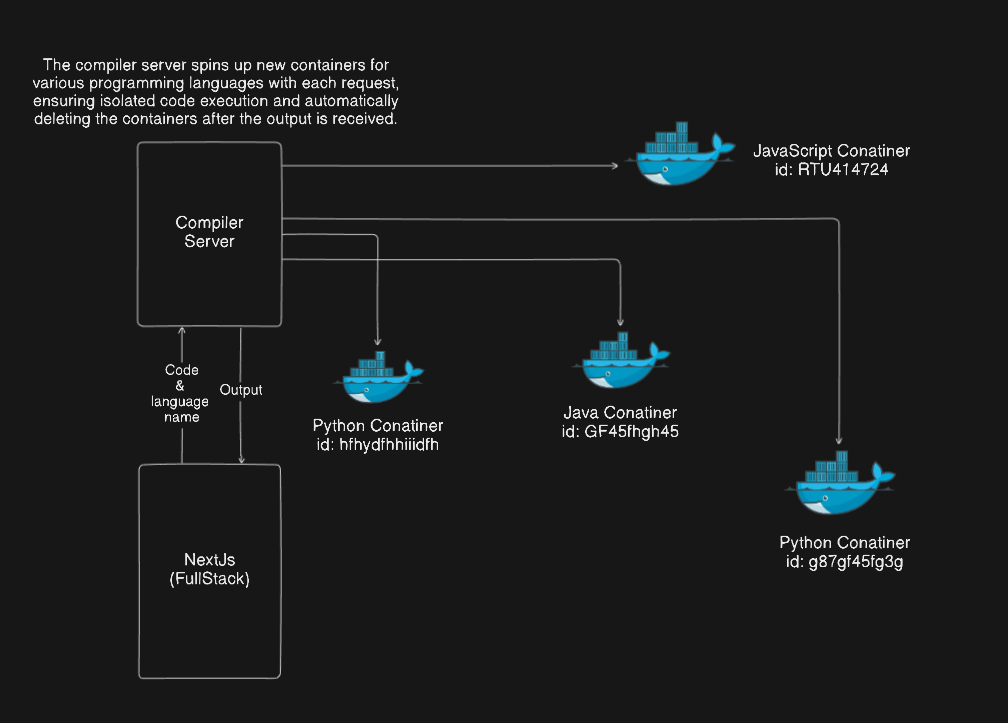 The compiler server spins up new containers for
various programming languages with each request,
ensuring isolated code execution and automatically
deleting the containers after the output is received.
JavaScript Conatiner
id: RTU414724
Compiler
Server
Code
&
language
name
Output
Python Conatiner
id: hfhydfhhiiidfh
Java Conatiner
id: GF45fhgh45
Python Conatiner
id: g87gf45fg3g
NextJs
(FullStack)